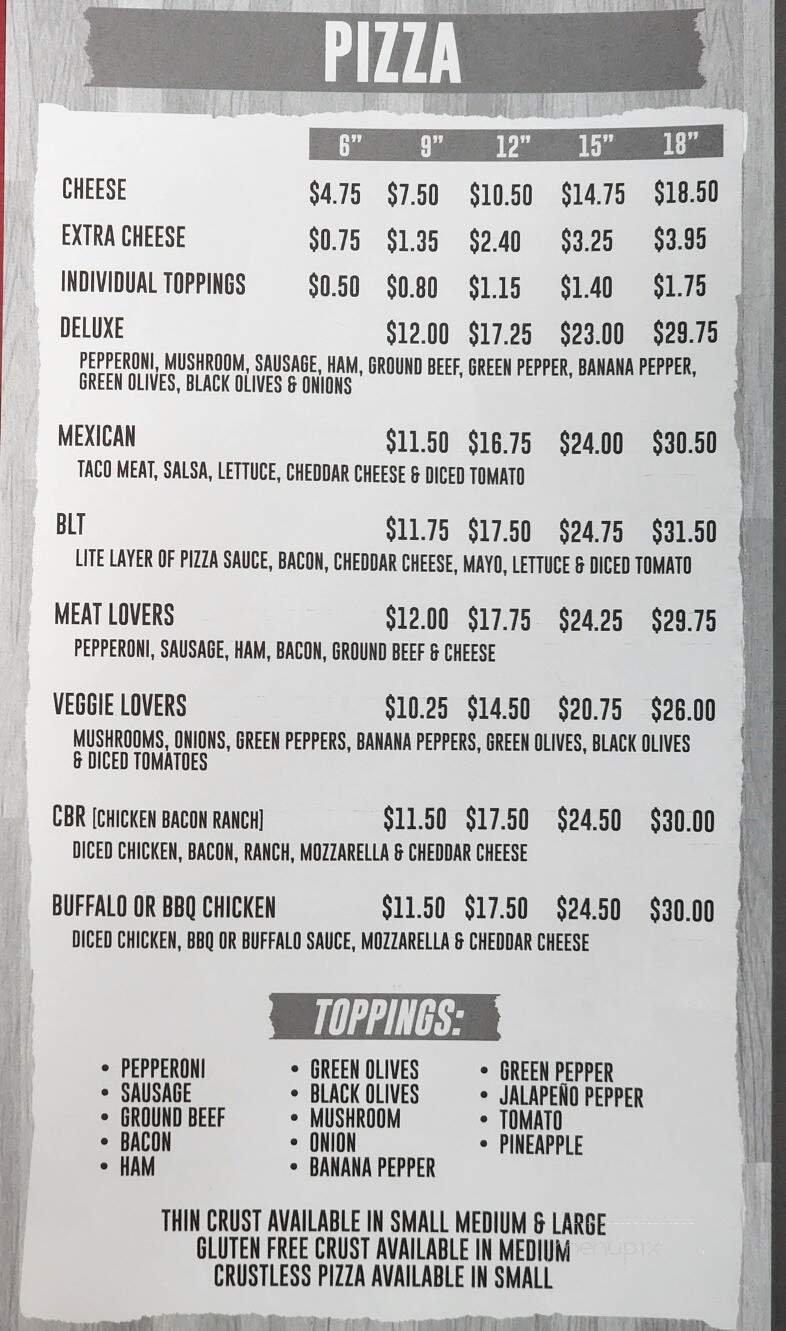 PIZZA
6" 9" 12" 15" 18"
CHEESE $4.75 $7.50 $10.50 $14.75 $18.50
EXTRA CHEESE $0.75 $1.35 $2.40 $3.25 $3.95
INDIVIDUAL TOPPINGS $0.50 $0.80 $1.15 $1.40 $1.75
DELUXE $12.00 $17.25 $23.00 $29.75
PEPPERONI, MUSHROOM, SAUSAGE, HAM, GROUND BEEF, GREEN PEPPER, BANANA PEPPER,
GREEN OLIVES, BLACK OLIVES & ONIONS
MEXICAN $11.50 $16.75 $24.00 $30.50
TACO MEAT, SALSA, LETTUCE, CHEDDAR CHEESE & DICED TOMATO
BLT $11.75 $17.50 $24.75 $31.50
LITE LAYER OF PIZZA SAUCE, BACON, CHEDDAR CHEESE, MAYO, LETTUCE & DICED TOMATO
MEAT LOVERS $12.00 $17.75 $24.25 $29.75
PEPPERONI, SAUSAGE, HAM, BACON, GROUND BEEF & CHEESE
VEGGIE LOVERS $10.25 $14.50 $20.75 $26.00
MUSHROOMS, ONIONS, GREEN PEPPERS, BANANA PEPPERS, GREEN OLIVES, BLACK OLIVES
& DICED TOMATOES
CBR [CHICKEN BACON RANCH] $11.50 $17.50 $24.50 $30.00
DICED CHICKEN, BACON, RANCH, MOZZARELLA & CHEDDAR CHEESE
BUFFALO OR BBQ CHICKEN $11.50 $17.50 $24.50 $30.00
DICED CHICKEN, BBQ OR BUFFALO SAUCE, MOZZARELLA & CHEDDAR CHEESE
TOPPINGS:
• PEPPERONI
• SAUSAGE
• GROUND BEEF
• BACON
• HAM
• GREEN OLIVES
• BLACK OLIVES
• MUSHROOM
• ONION
• BANANA PEPPER
• GREEN PEPPER
• JALAPEÑO PEPPER
• TOMATO
• PINEAPPLE
THIN CRUST AVAILABLE IN SMALL MEDIUM & LARGE
GLUTEN FREE CRUST AVAILABLE IN MEDIUM
CRUSTLESS PIZZA AVAILABLE IN SMALL